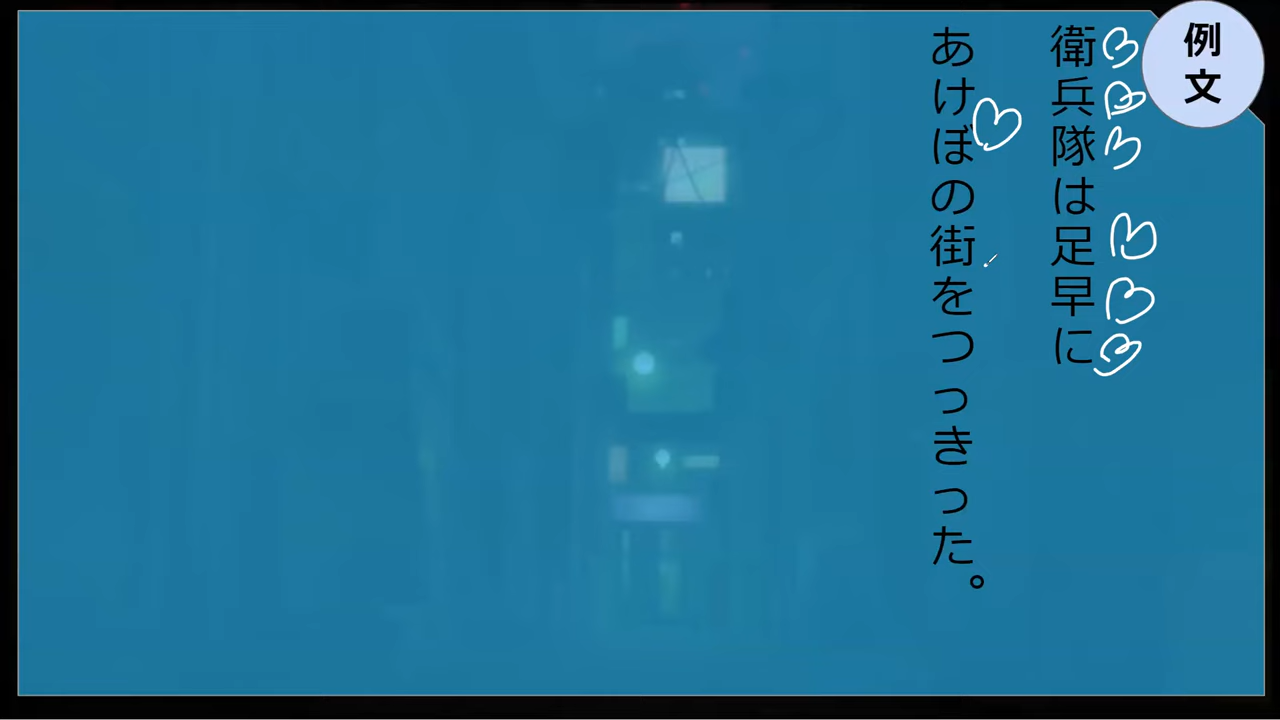 例文
衛兵隊は足早に
あけぼの街をつっきった。